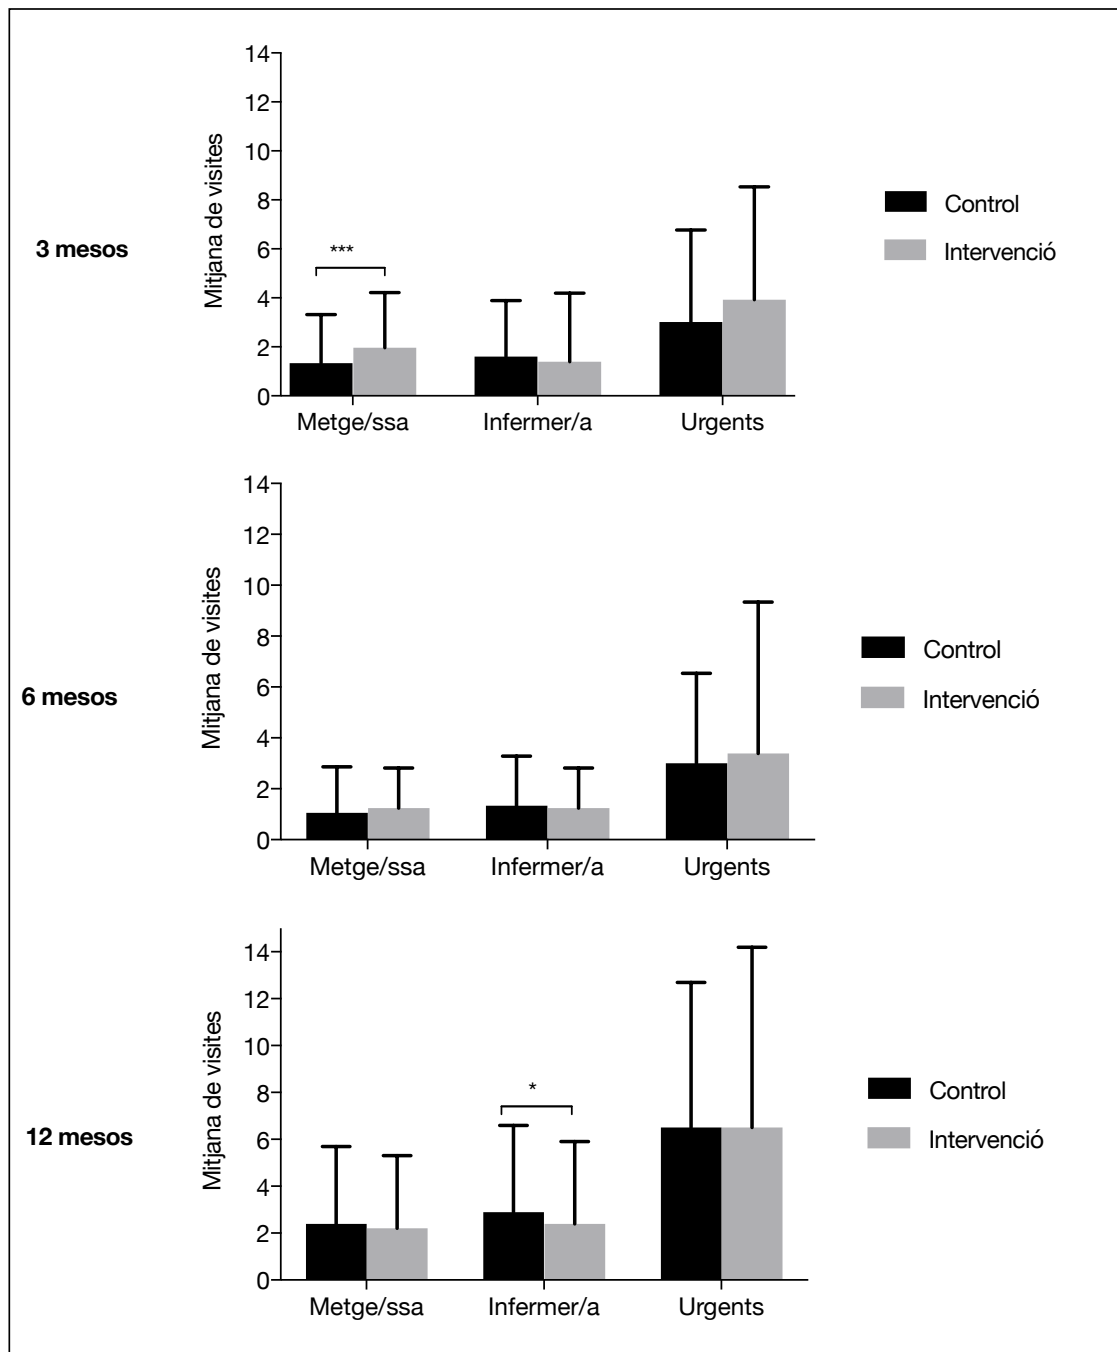 3 mesos
Mitjana de visites
14
12
10
8
6
4
2
0
***
Metge/ssa
Infermer/a
Urgents
Control
Intervenció
6 mesos
Mitjana de visites
14
12
10
8
6
4
2
0
Metge/ssa
Infermer/a
Urgents
Control
Intervenció
12 mesos
Mitjana de visites
14
12
10
8
6
4
2
0
*
Metge/ssa
Infermer/a
Urgents
Control
Intervenció